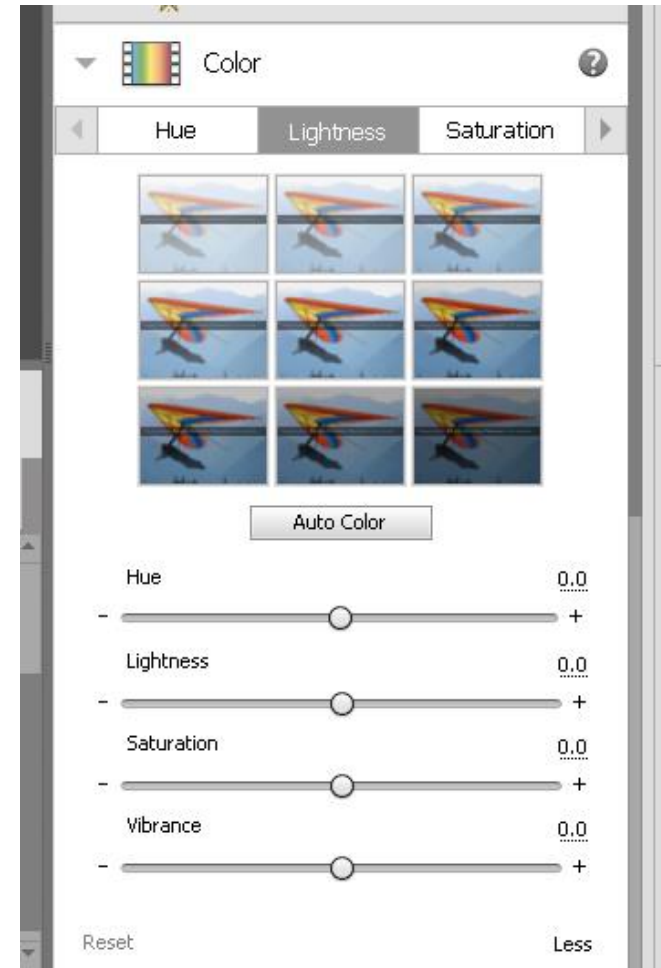 Color
Hue Lightness Saturation
Auto Color
Hue 0.0
- +
Lightness 0.0
- +
Saturation 0.0
- +
Vibrance 0.0
- +
Reset Less